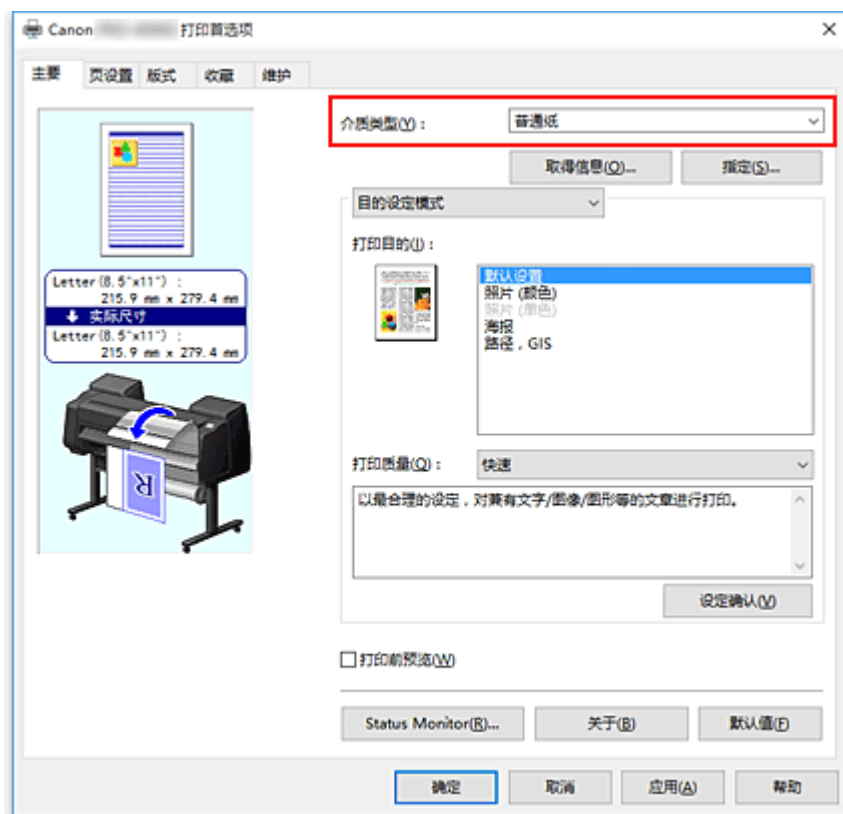 Canon 打印首选项
主要 页设置 版式 收藏 维护
介质类型(Y)： 普通纸
取得信息(O)... 指定(S)...
目的设定模式
打印目的(I)：
默认设置
照片 (颜色)
照片 (单色)
海报
路径，GIS
Letter(8.5"x11") :
215.9 mm x 279.4 mm
实际尺寸
Letter(8.5"x11") :
215.9 mm x 279.4 mm
R
打印质量(Q)： 快速
以最合理的设定，对兼有文字/图像/图形等的文章进行打印。
设定确认(V)
打印前预览(W)
Status Monitor(R)... 关于(B) 默认值(F)
确定 取消 应用(A) 帮助